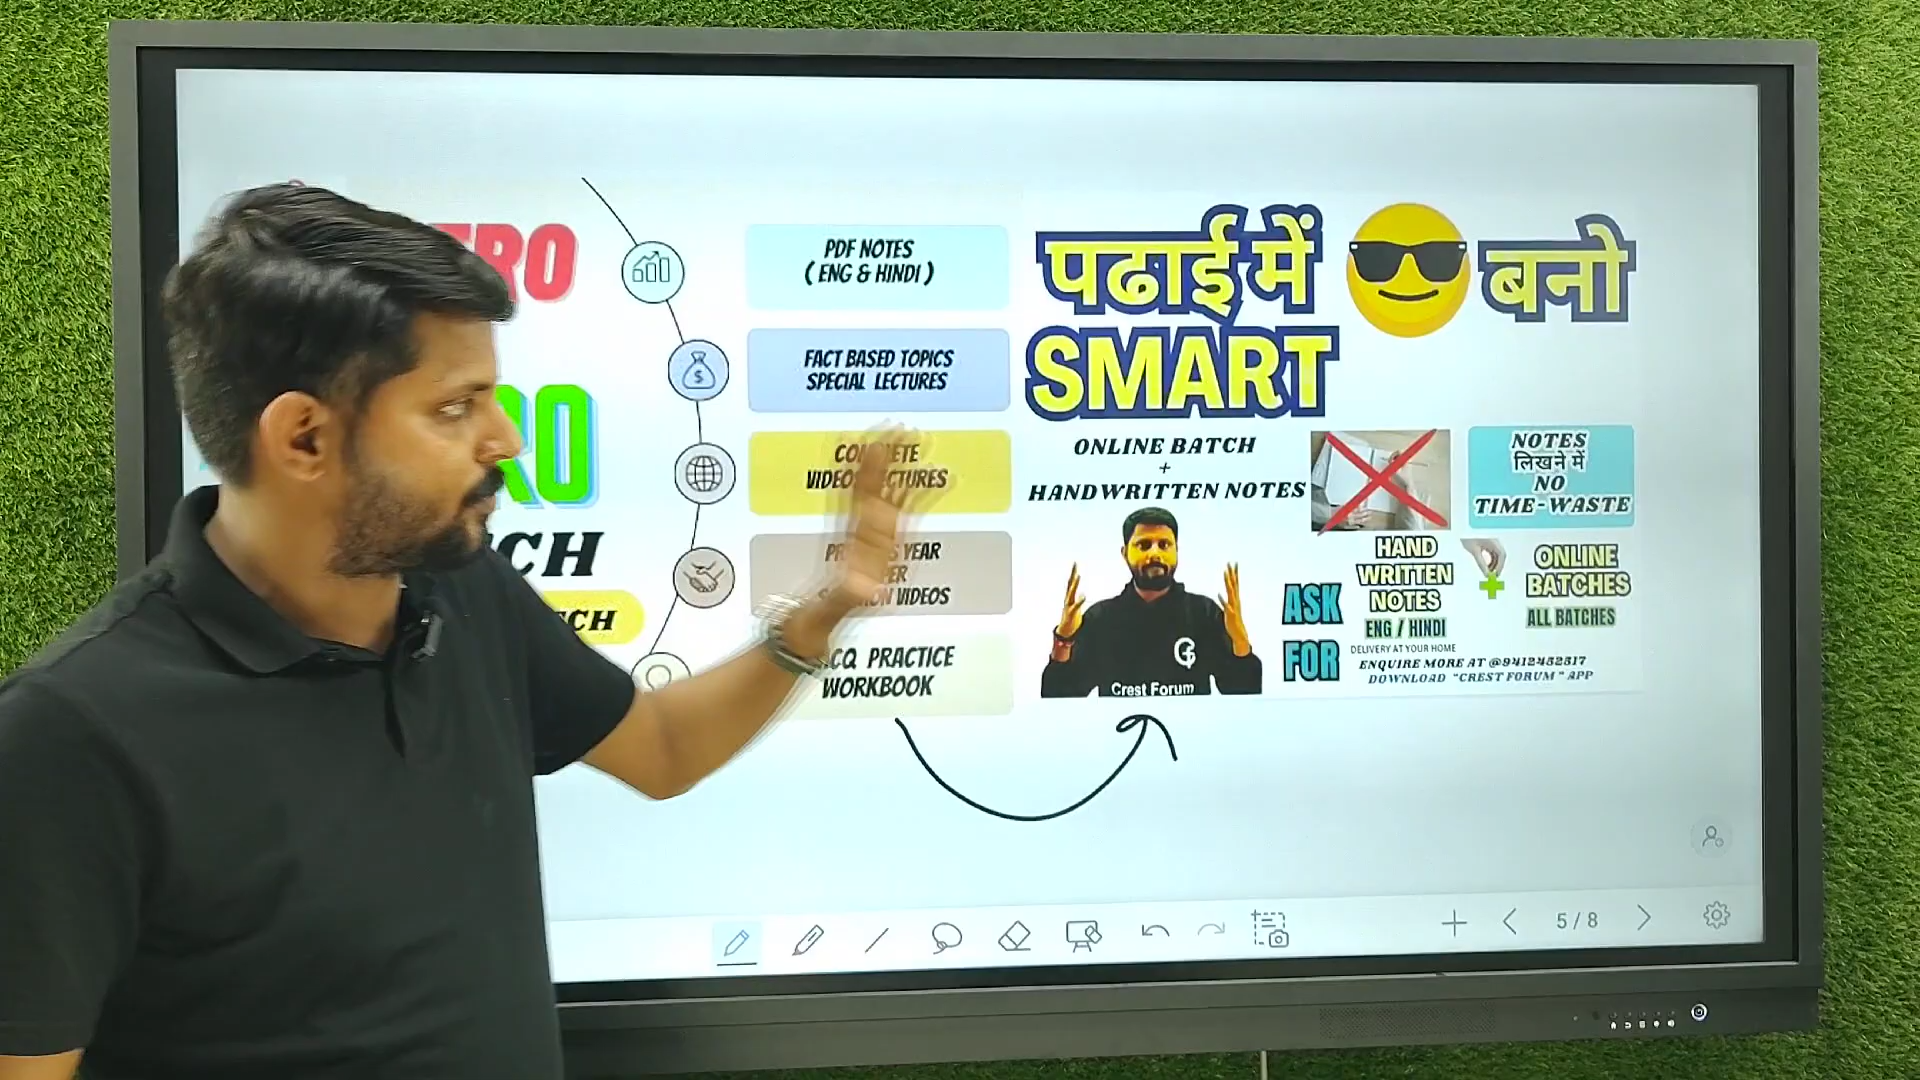 PDF NOTES
( ENG & HINDI )
FACT BASED TOPICS
SPECIAL LECTURES
YEAR
VIDEOS
PRACTICE
WORKBOOK
पढाई में
बनो
SMART
ONLINE BATCH
+
HANDWRITTEN NOTES
NOTES
लिखने में
NO
TIME-WASTE
ASK
FOR
HAND
WRITTEN
NOTES
ENG / HINDI
DELIVERY AT YOUR HOME
ONLINE
BATCHES
ALL BATCHES
ENQUIRE MORE AT @9412452517
DOWNLOAD "CREST FORUM" APP
Crest Forum
5 / 8